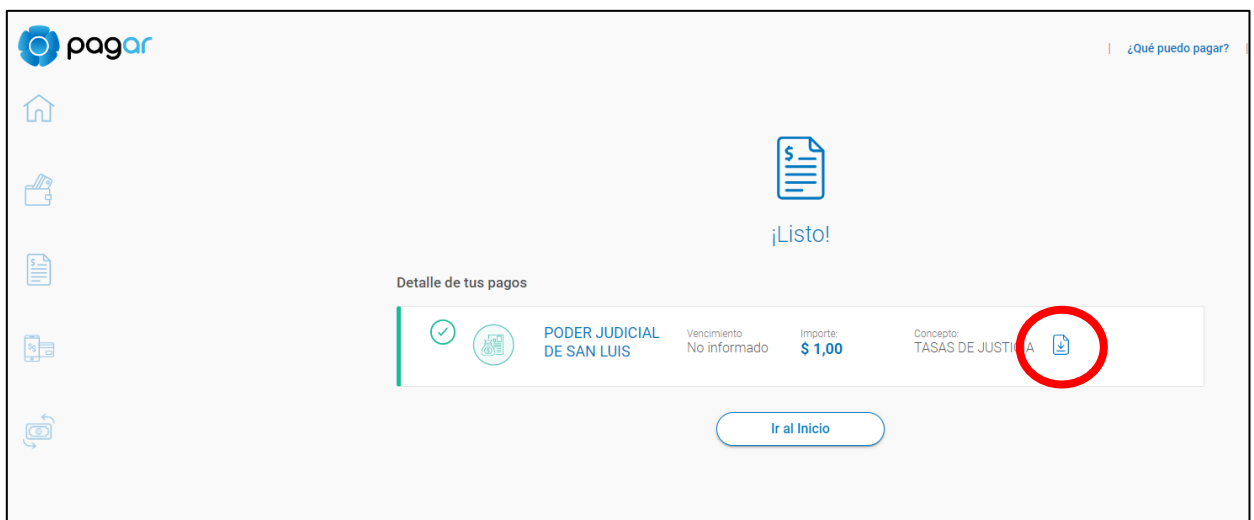 pagar
| ¿Qué puedo pagar? |
$
¡Listo!
Detalle de tus pagos
PODER JUDICIAL
DE SAN LUIS
Vencimiento
No informado
Importe:
$ 1,00
Concepto:
TASAS DE JUSTICIA
Ir al Inicio